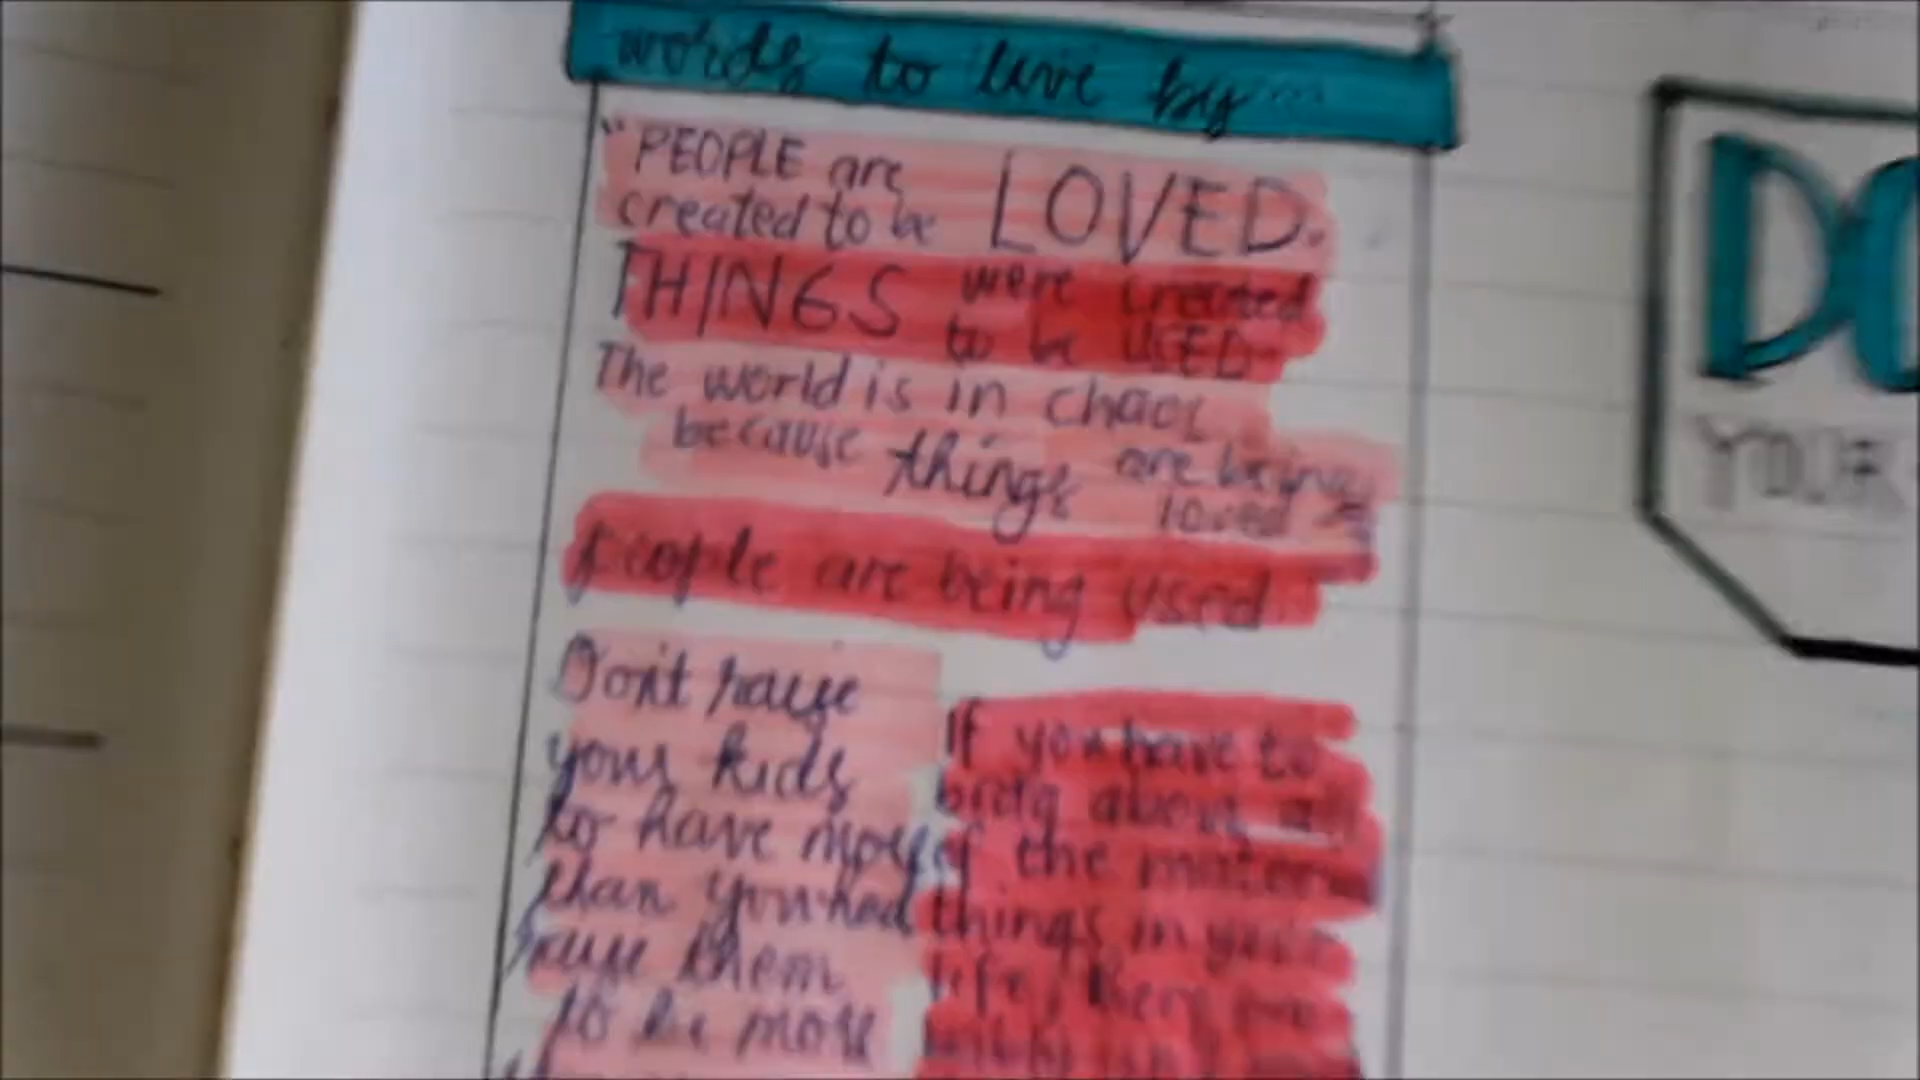 words to live by
"PEOPLE are
created to be LOVED.
THINGS were created
to be USED
The world is in chaos
because things are being
loved &
people are being used
Don't raise
your kids
to have more
than you had
raise them
to be more
If you have to
brag about all
of the material
things in your
life, then
DO
YOUR